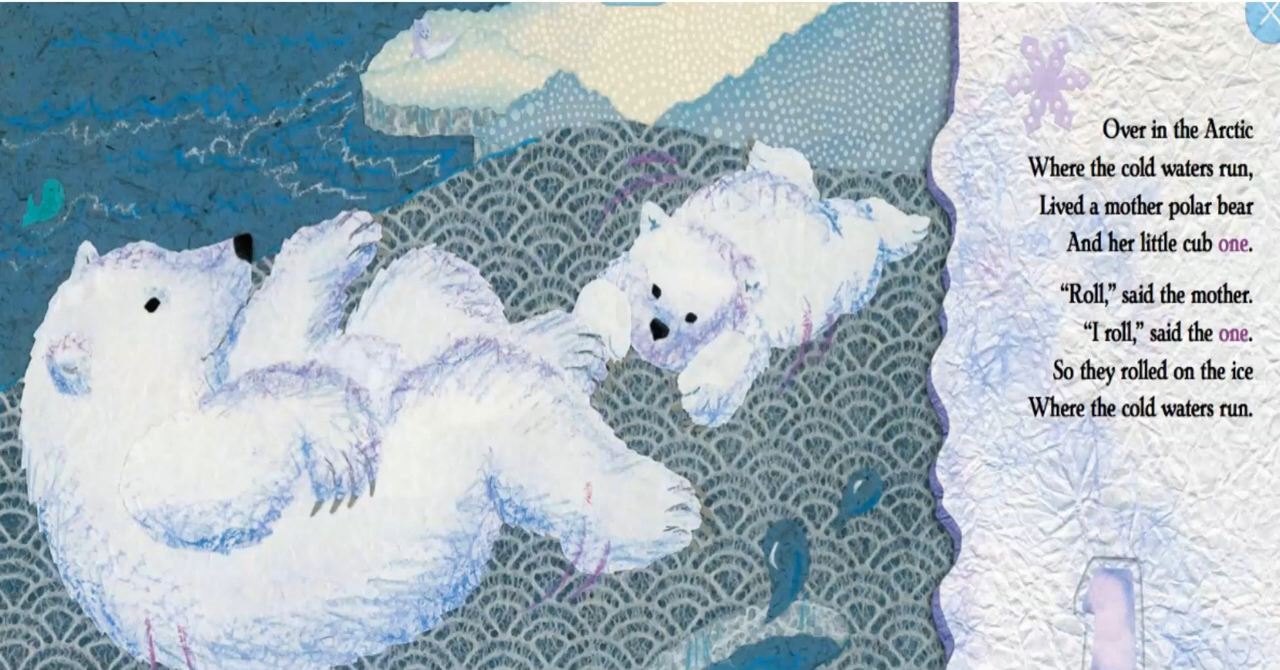 Over in the Arctic
Where the cold waters run,
Lived a mother polar bear
And her little cub one.
“Roll,” said the mother.
“I roll,” said the one.
So they rolled on the ice
Where the cold waters run.
1